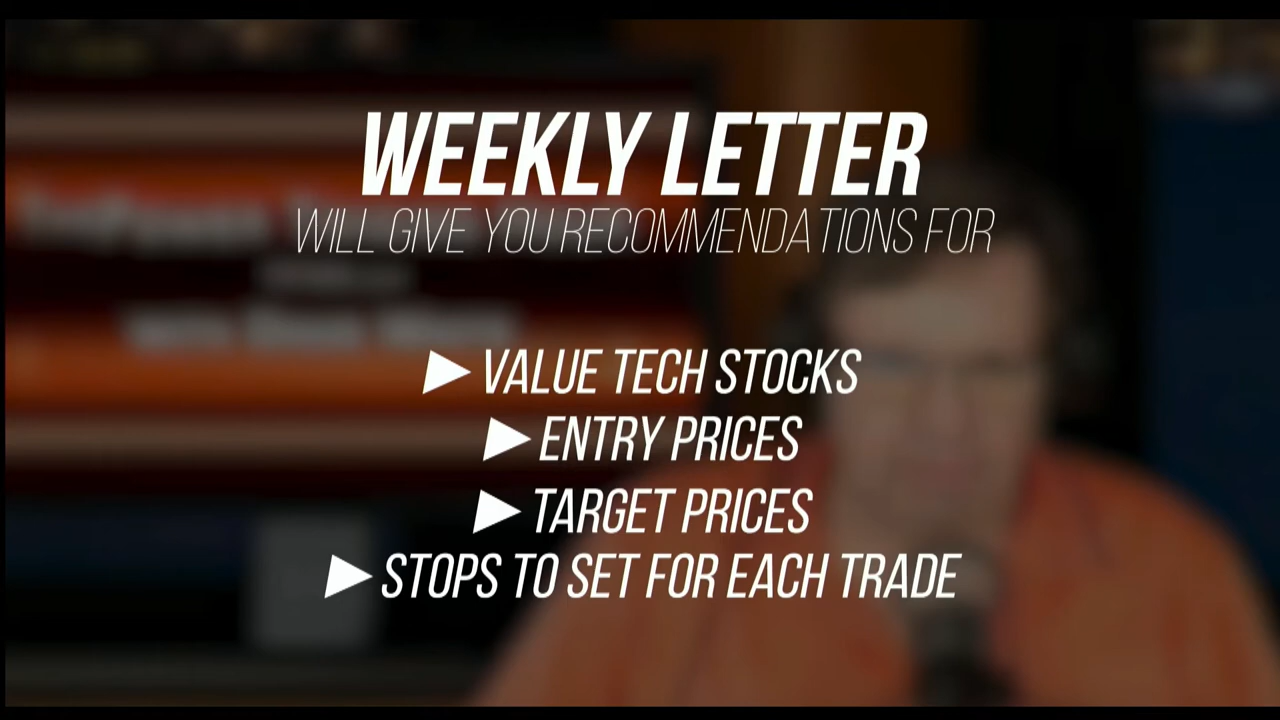 WEEKLY LETTER
WILL GIVE YOU RECOMMENDATIONS FOR
▶ VALUE TECH STOCKS
▶ ENTRY PRICES
▶ TARGET PRICES
▶ STOPS TO SET FOR EACH TRADE